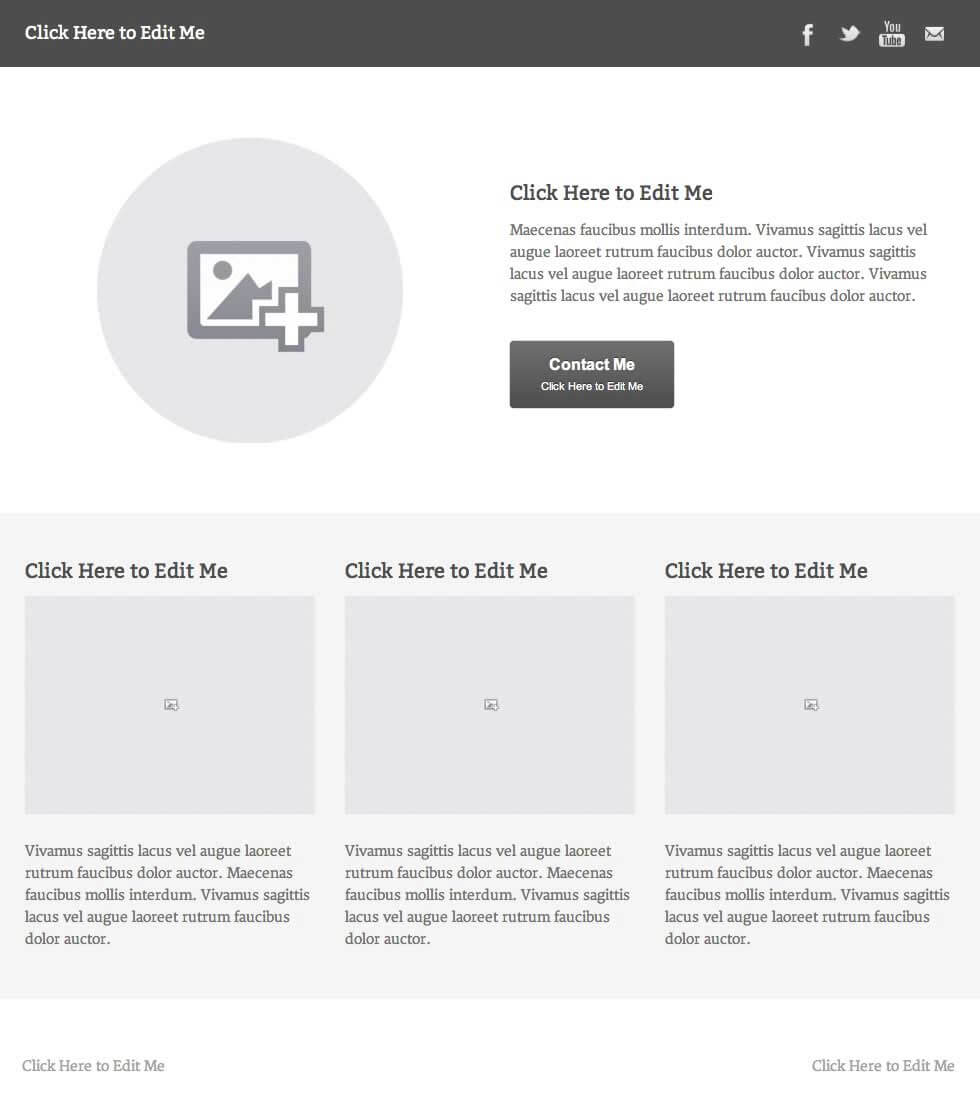 Click Here to Edit Me
You
Tube
Click Here to Edit Me
Maecenas faucibus mollis interdum. Vivamus sagittis lacus vel
augue laoreet rutrum faucibus dolor auctor. Vivamus sagittis
lacus vel augue laoreet rutrum faucibus dolor auctor. Vivamus
sagittis lacus vel augue laoreet rutrum faucibus dolor auctor.
Contact Me
Click Here to Edit Me
Click Here to Edit Me
Vivamus sagittis lacus vel augue laoreet
rutrum faucibus dolor auctor. Maecenas
faucibus mollis interdum. Vivamus sagittis
lacus vel augue laoreet rutrum faucibus
dolor auctor.
Click Here to Edit Me
Vivamus sagittis lacus vel augue laoreet
rutrum faucibus dolor auctor. Maecenas
faucibus mollis interdum. Vivamus sagittis
lacus vel augue laoreet rutrum faucibus
dolor auctor.
Click Here to Edit Me
Vivamus sagittis lacus vel augue laoreet
rutrum faucibus dolor auctor. Maecenas
faucibus mollis interdum. Vivamus sagittis
lacus vel augue laoreet rutrum faucibus
dolor auctor.
Click Here to Edit Me
Click Here to Edit Me